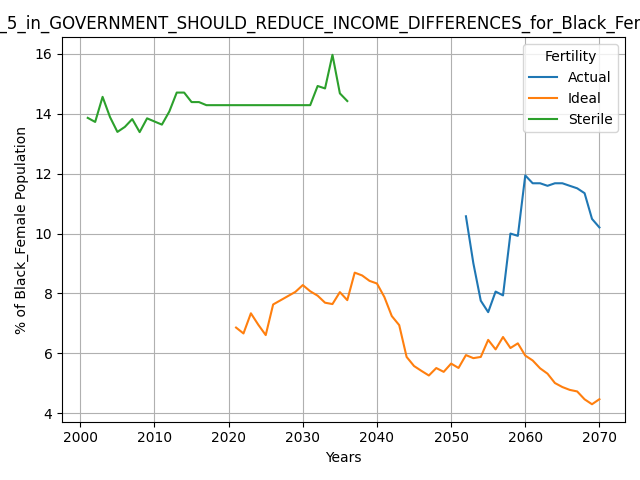 _5_in_GOVERNMENT_SHOULD_REDUCE_INCOME_DIFFERENCES_for_Black_Fem
16
14
12
10
8
6
4
% of Black_Female Population
Fertility
Actual
Ideal
Sterile
2000 2010 2020 2030 2040 2050 2060 2070
Years